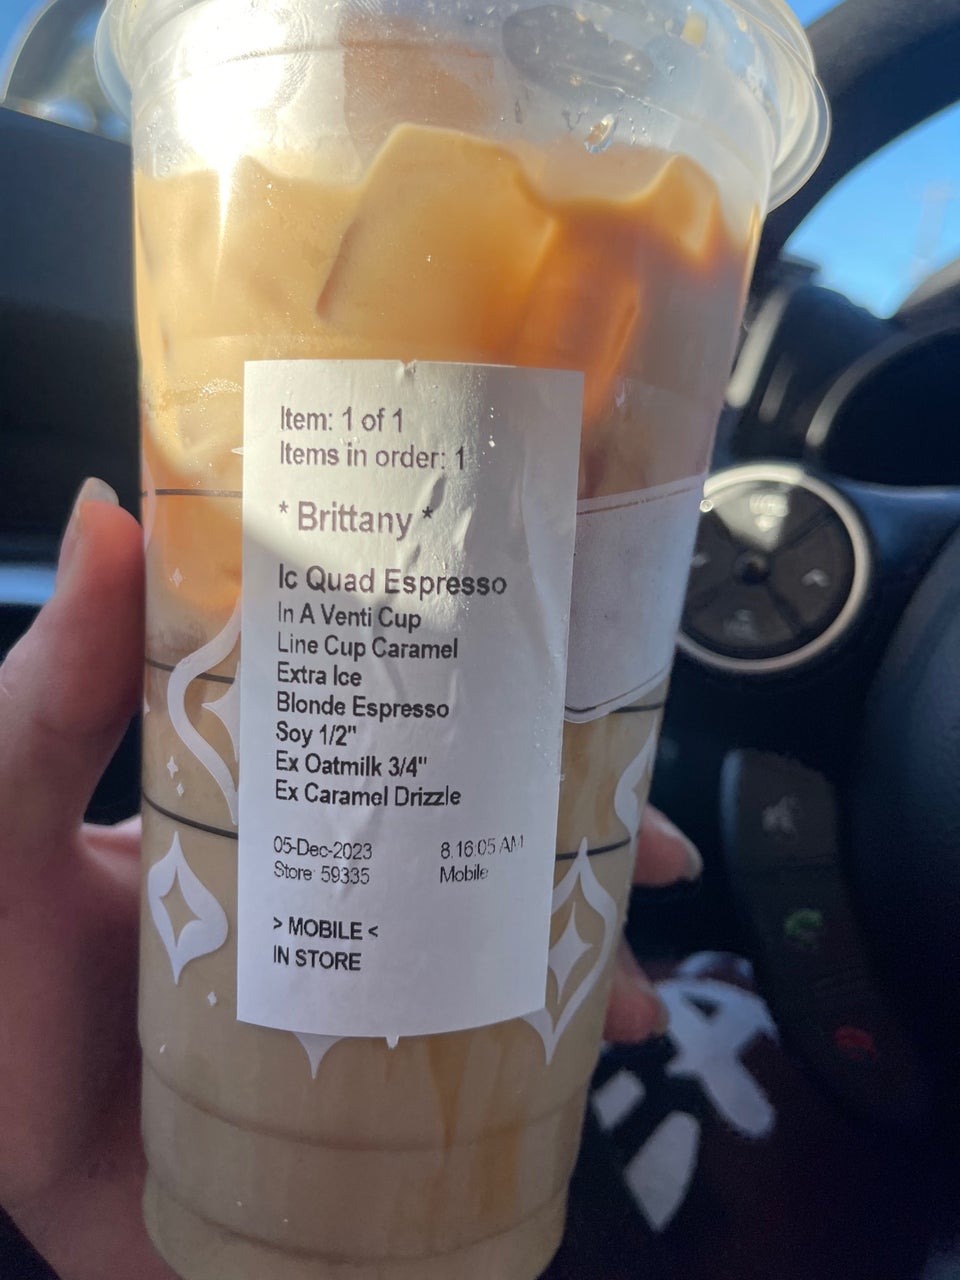 Item: 1 of 1
Items in order: 1
* Brittany *
Ic Quad Espresso
In A Venti Cup
Line Cup Caramel
Extra Ice
Blonde Espresso
Soy 1/2"
Ex Oatmilk 3/4"
Ex Caramel Drizzle
05-Dec-2023 8:16:05 AM
Store: 59335 Mobile
> MOBILE <
IN STORE